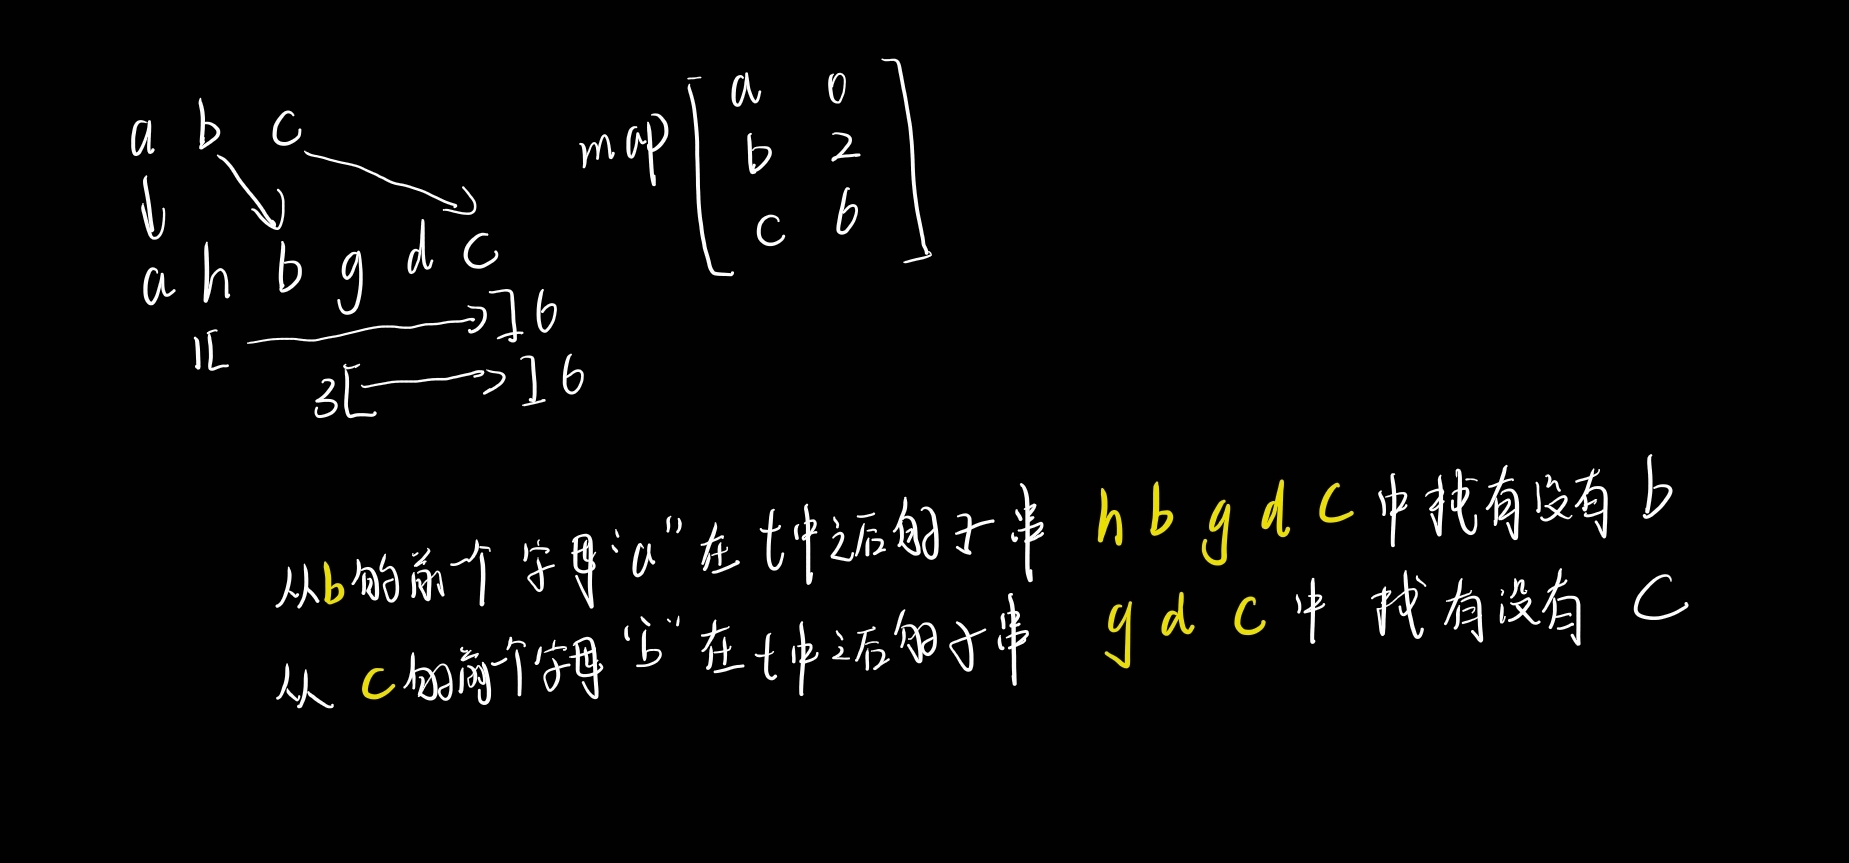 a b c
map
a 0
b 2
c 6
a h b g d c
1[ ]6
3[ ]6
从b的前一个字母“a”在t中之后的子串 h b g d c 中找有没有 b
从c的前个字母“b”在t中之后的子串 g d c 中找有没有 c